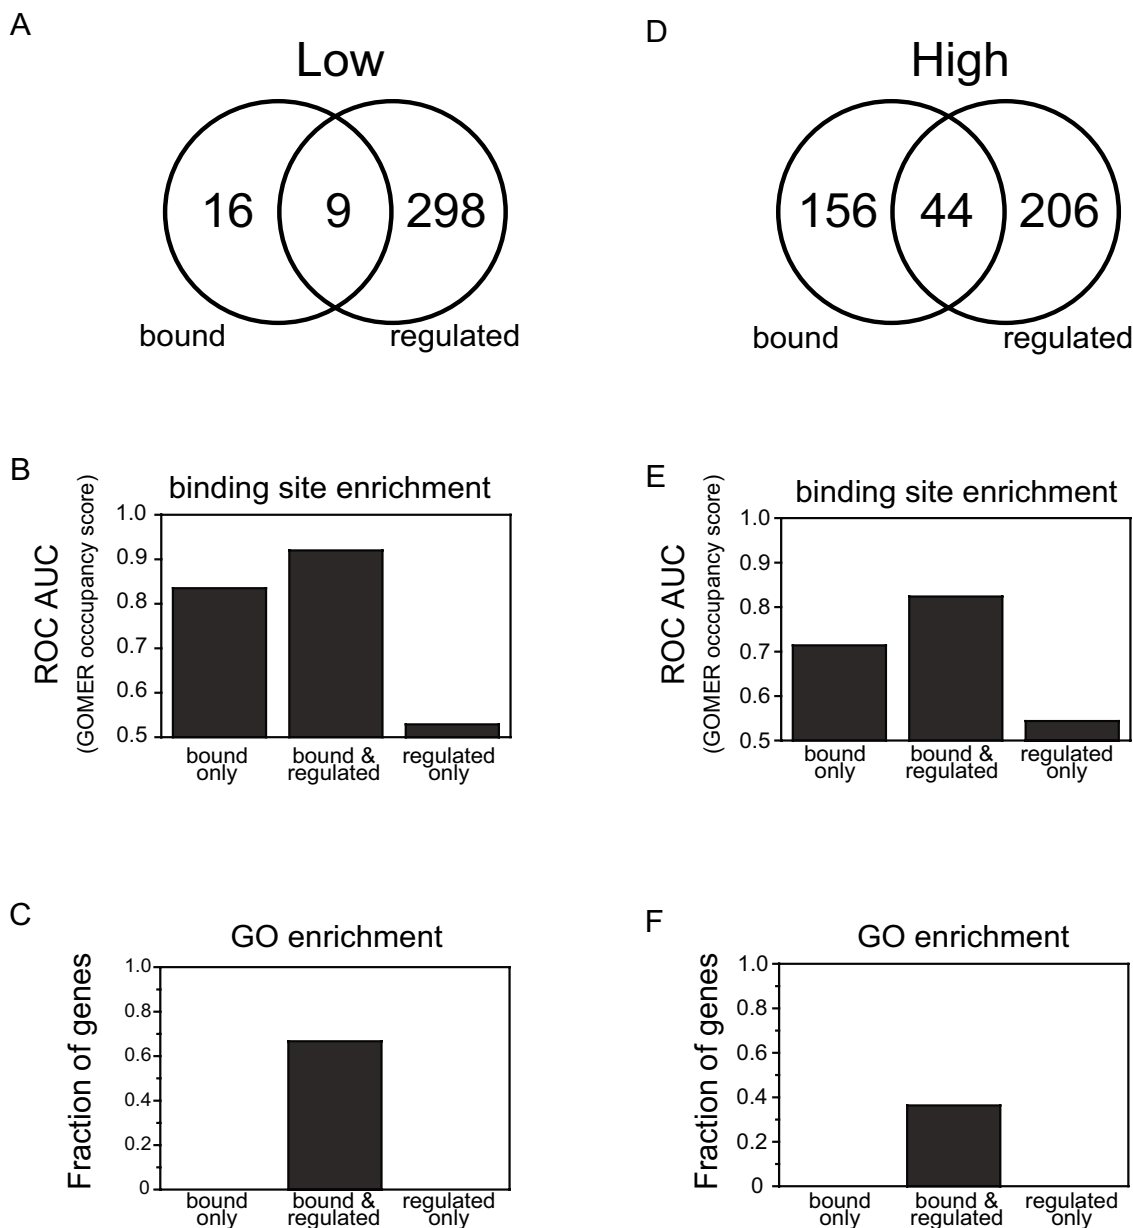 A
Low
16
9
298
bound
regulated
B
binding site enrichment
ROC AUC
(GOMER occcupancy score)
1.0
0.9
0.8
0.7
0.6
0.5
bound only
bound & regulated
regulated only
C
GO enrichment
Fraction of genes
1.0
0.8
0.6
0.4
0.2
0
bound only
bound & regulated
regulated only
D
High
156
44
206
bound
regulated
E
binding site enrichment
ROC AUC
(GOMER occcupancy score)
1.0
0.9
0.8
0.7
0.6
0.5
bound only
bound & regulated
regulated only
F
GO enrichment
Fraction of genes
1.0
0.8
0.6
0.4
0.2
0
bound only
bound & regulated
regulated only